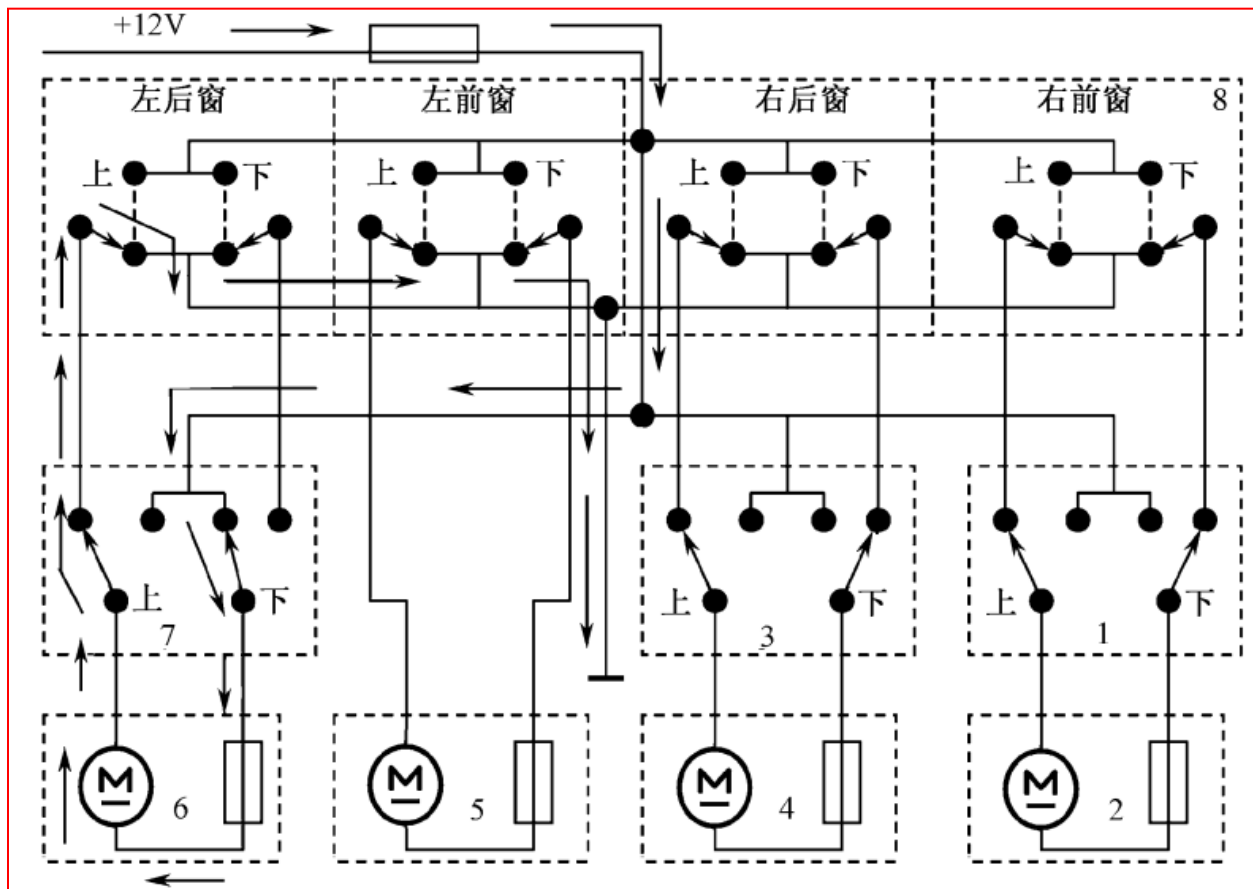 +12V
左后窗 左前窗 右后窗 右前窗 8
上 下 上 下 上 下 上 下
上 下 上 下 上 下
7 3 1
M M M M
6 5 4 2